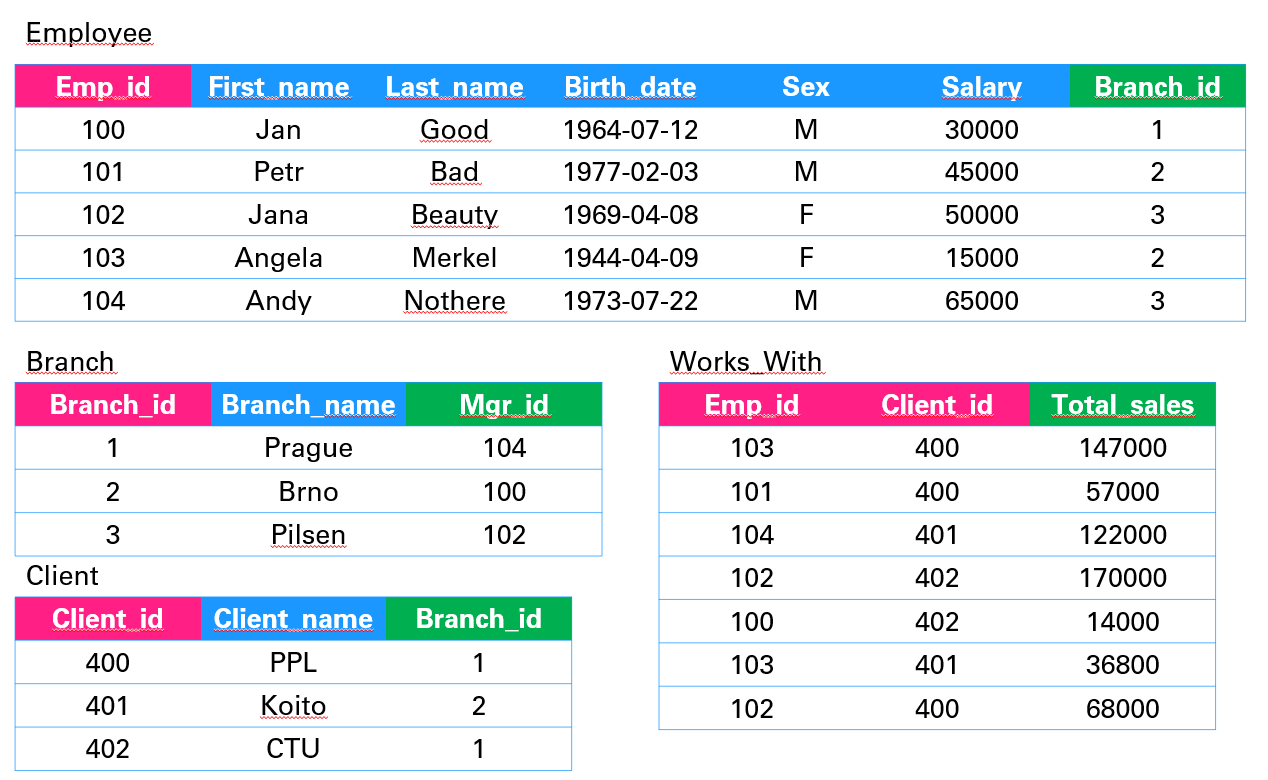 Employee
Emp_id First_name Last_name Birth_date Sex Salary Branch_id
100 Jan Good 1964-07-12 M 30000 1
101 Petr Bad 1977-02-03 M 45000 2
102 Jana Beauty 1969-04-08 F 50000 3
103 Angela Merkel 1944-04-09 F 15000 2
104 Andy Nothere 1973-07-22 M 65000 3
Branch
Branch_id Branch_name Mgr_id
1 Prague 104
2 Brno 100
3 Pilsen 102
Client
Client_id Client_name Branch_id
400 PPL 1
401 Koito 2
402 CTU 1
Works_With
Emp_id Client_id Total_sales
103 400 147000
101 400 57000
104 401 122000
102 402 170000
100 402 14000
103 401 36800
102 400 68000